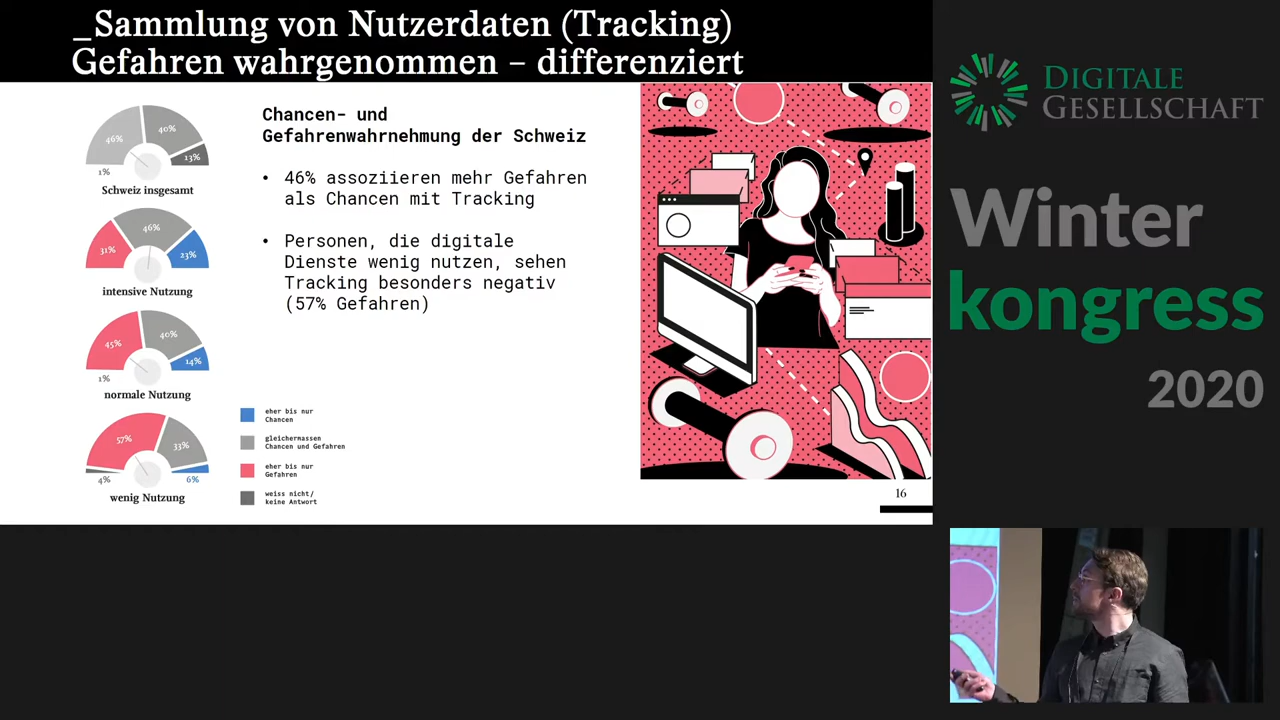 _Sammlung von Nutzerdaten (Tracking)
Gefahren wahrgenommen – differenziert
46%
40%
13%
1%
Schweiz insgesamt
31%
46%
23%
intensive Nutzung
45%
40%
14%
1%
normale Nutzung
57%
33%
4%
6%
wenig Nutzung
eher bis nur
Chancen
gleichermassen
Chancen und Gefahren
eher bis nur
Gefahren
weiss nicht/
keine Antwort
Chancen- und
Gefahrenwahrnehmung der Schweiz
• 46% assoziieren mehr Gefahren
als Chancen mit Tracking
• Personen, die digitale
Dienste wenig nutzen, sehen
Tracking besonders negativ
(57% Gefahren)
16
DIGITALE
GESELLSCHAFT
Winter
kongress
2020